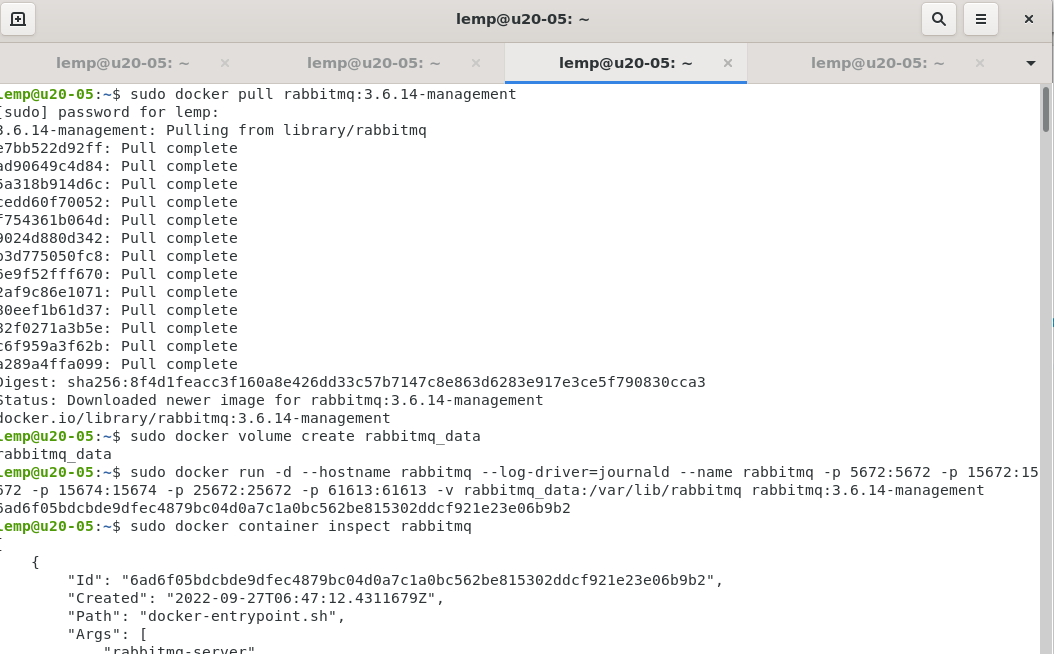 lemp@u20-05: ~
lemp@u20-05: ~ × lemp@u20-05: ~ × lemp@u20-05: ~ × lemp@u20-05: ~ ×
lemp@u20-05:~$ sudo docker pull rabbitmq:3.6.14-management
[sudo] password for lemp:
3.6.14-management: Pulling from library/rabbitmq
e7bb522d92ff: Pull complete
ad90649c4d84: Pull complete
5a318b914d6c: Pull complete
cedd60f70052: Pull complete
f754361b064d: Pull complete
9024d880d342: Pull complete
b3d775050fc8: Pull complete
6e9f52fff670: Pull complete
2af9c86e1071: Pull complete
80eef1b61d37: Pull complete
82f0271a3b5e: Pull complete
c6f959a3f62b: Pull complete
a289a4ffa099: Pull complete
Digest: sha256:8f4d1feacc3f160a8e426dd33c57b7147c8e863d6283e917e3ce5f790830cca3
Status: Downloaded newer image for rabbitmq:3.6.14-management
docker.io/library/rabbitmq:3.6.14-management
lemp@u20-05:~$ sudo docker volume create rabbitmq_data
rabbitmq_data
lemp@u20-05:~$ sudo docker run -d --hostname rabbitmq --log-driver=journald --name rabbitmq -p 5672:5672 -p 15672:15
672 -p 15674:15674 -p 25672:25672 -p 61613:61613 -v rabbitmq_data:/var/lib/rabbitmq rabbitmq:3.6.14-management
6ad6f05bdcbde9dfec4879bc04d0a7c1a0bc562be815302ddcf921e23e06b9b2
lemp@u20-05:~$ sudo docker container inspect rabbitmq
[
{
"Id": "6ad6f05bdcbde9dfec4879bc04d0a7c1a0bc562be815302ddcf921e23e06b9b2",
"Created": "2022-09-27T06:47:12.4311679Z",
"Path": "docker-entrypoint.sh",
"Args": [
"rabbitmq-server"